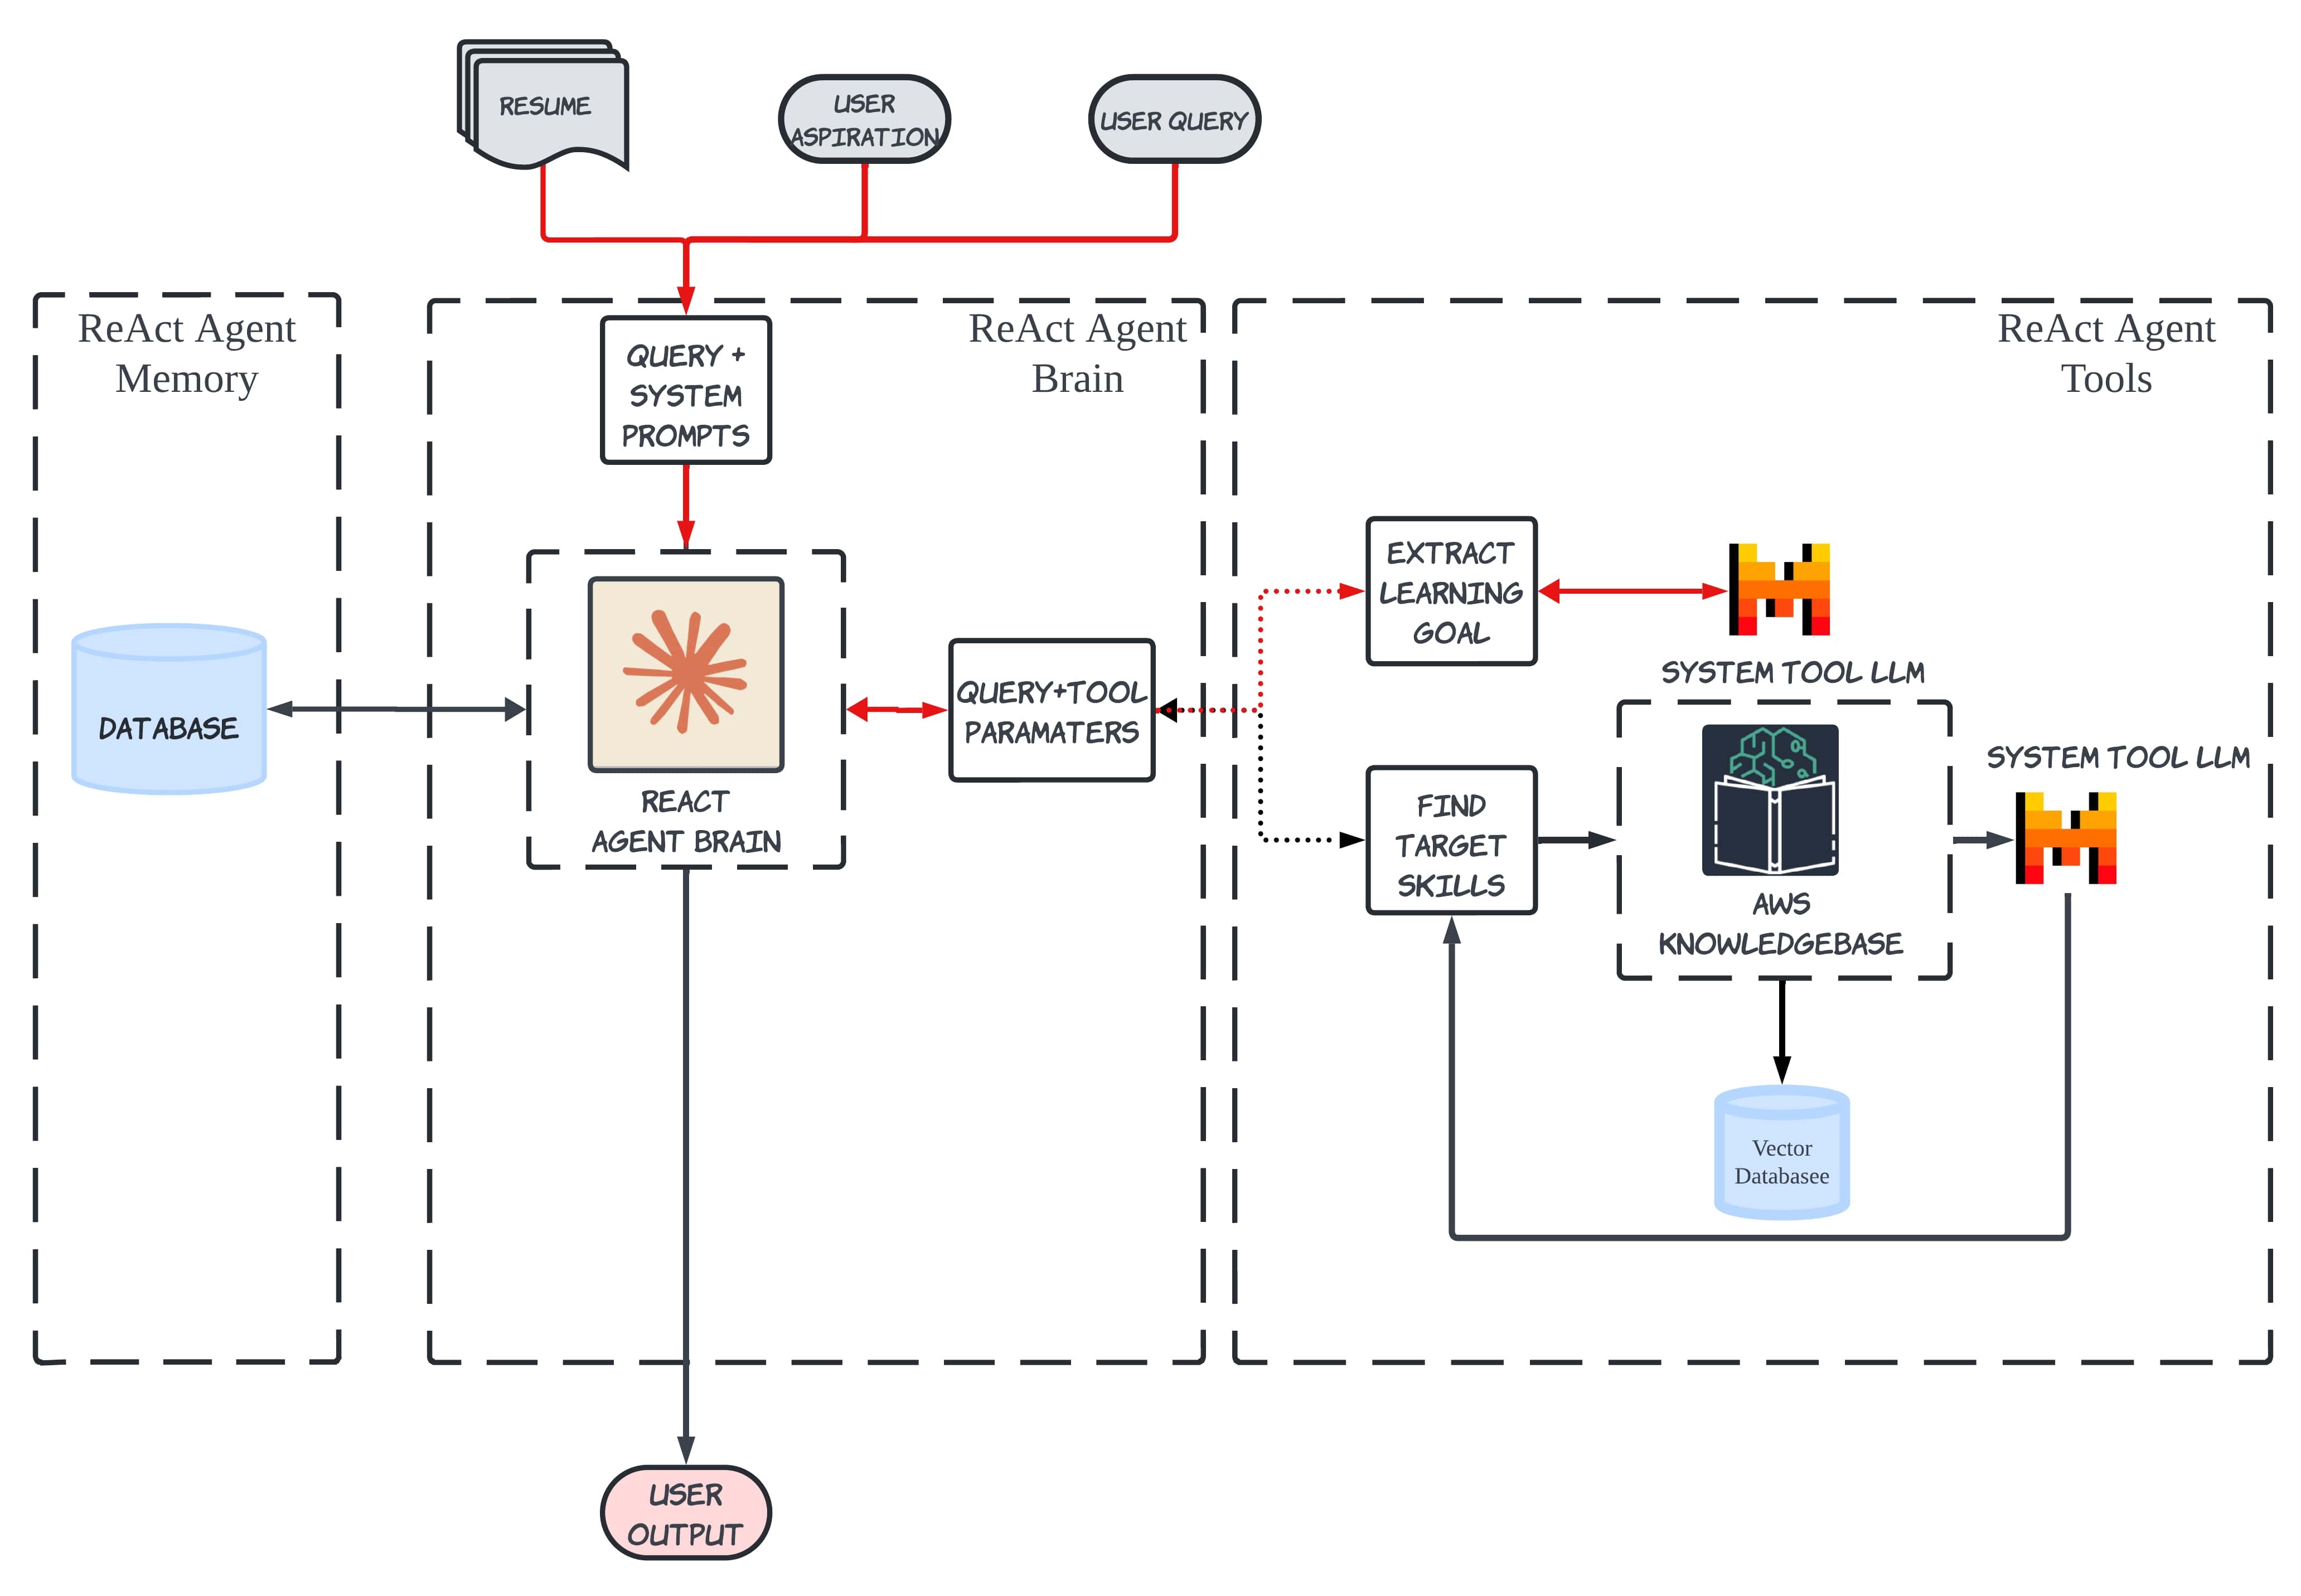 RESUME
USER
ASPIRATION
USER QUERY
ReAct Agent
Memory
ReAct Agent
Brain
ReAct Agent
Tools
QUERY +
SYSTEM
PROMPTS
EXTRACT
LEARNING
GOAL
SYSTEM TOOL LLM
DATABASE
QUERY+TOOL
PARAMATERS
REACT
AGENT BRAIN
FIND
TARGET
SKILLS
AWS
KNOWLEDGEBASE
SYSTEM TOOL LLM
Vector
Databasee
USER
OUTPUT